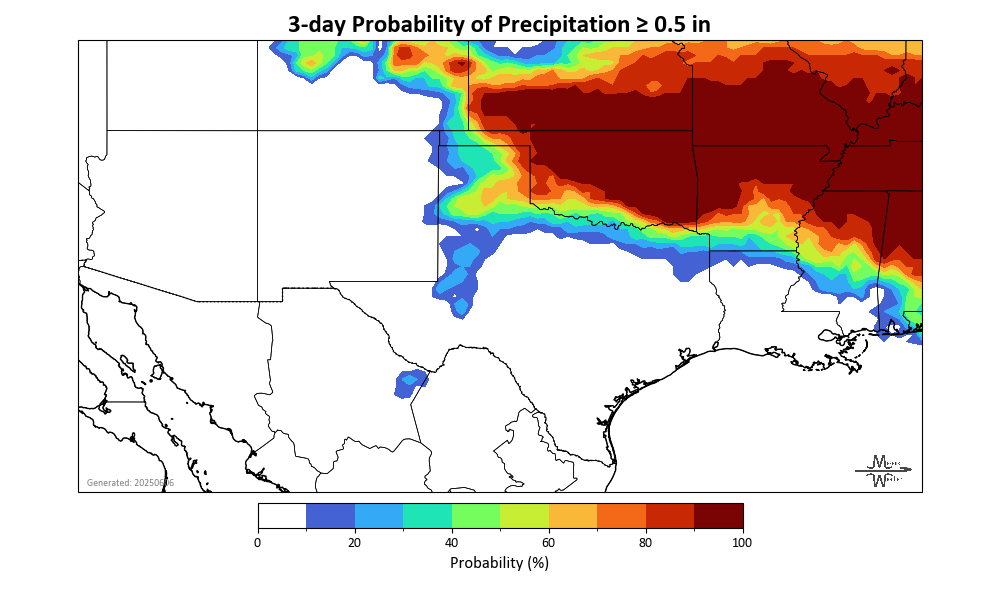 3-day Probability of Precipitation ≥ 0.5 in
Generated: 20250606
0 20 40 60 80 100
Probability (%)